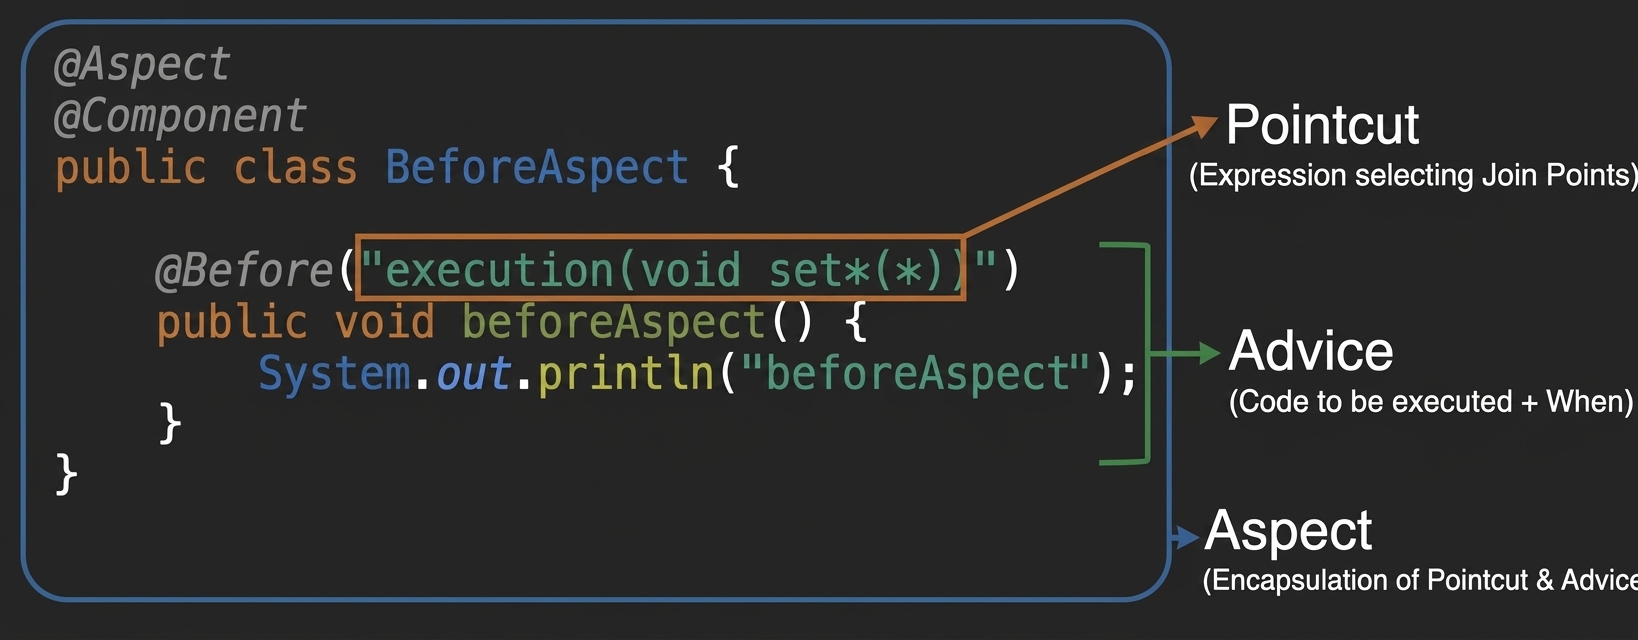 @Aspect
@Component
public class BeforeAspect {
@Before("execution(void set*(*))")
public void beforeAspect() {
System.out.println("beforeAspect");
}
}
Pointcut
(Expression selecting Join Points)
Advice
(Code to be executed + When)
Aspect
(Encapsulation of Pointcut & Advice